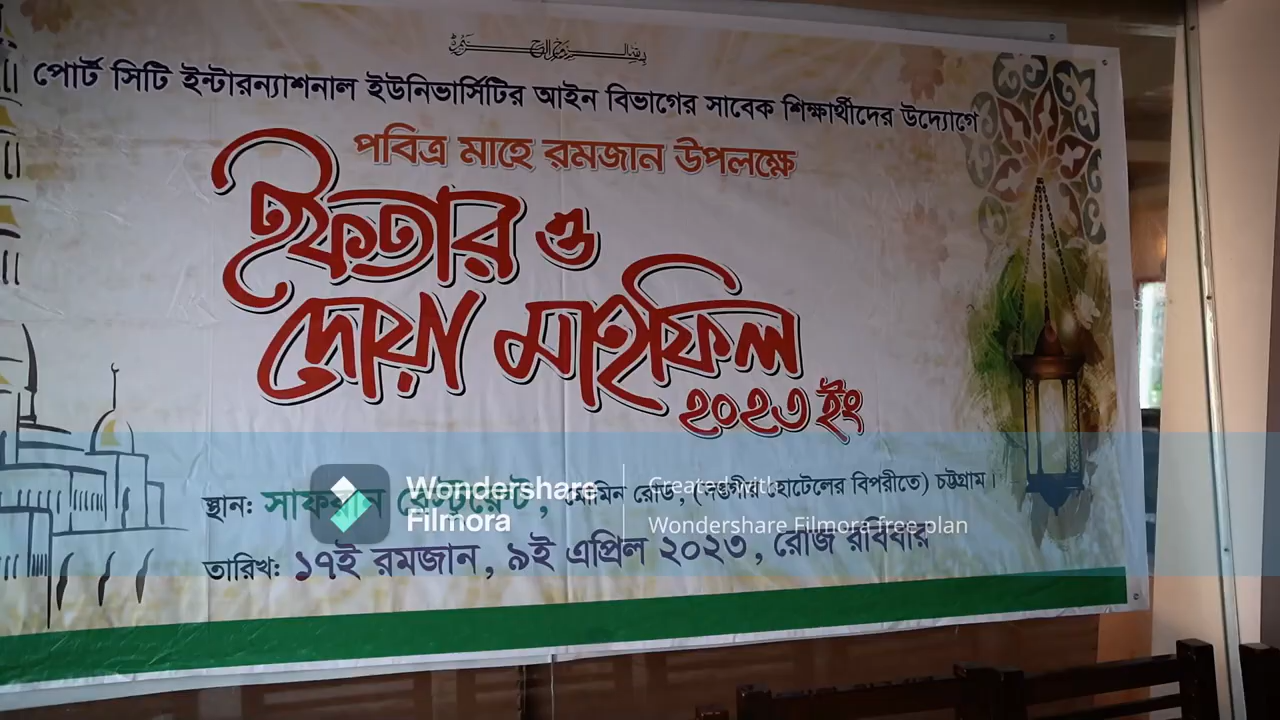 পোর্ট সিটি ইন্টারন্যাশনাল ইউনিভার্সিটির আইন বিভাগের সাবেক শিক্ষার্থীদের উদ্যোগে
পবিত্র মাহে রমজান উপলক্ষে
ইফতার ও
দোয়া মাহফিল
২০২৩ ইং
স্থান: সাফরান রেস্টুরেন্ট, মোমিন রোড, হোটেলের বিপরীতে) চট্টগ্রাম।
Wondershare
Filmora
Created with
Wondershare Filmora free plan
তারিখ: ১৭ই রমজান, ৯ই এপ্রিল ২০২৩, রোজ রবিবার